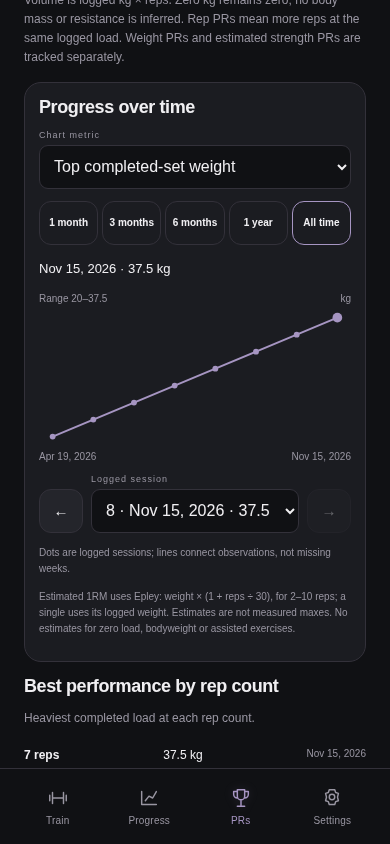 Volume is logged kg × reps. Zero kg remains zero; no body
mass or resistance is inferred. Rep PRs mean more reps at the
same logged load. Weight PRs and estimated strength PRs are
tracked separately.
Progress over time
Chart metric
Top completed-set weight
1 month 3 months 6 months 1 year All time
Nov 15, 2026 · 37.5 kg
Range 20–37.5 kg
Apr 19, 2026 Nov 15, 2026
Logged session
← 8 · Nov 15, 2026 · 37.5 →
Dots are logged sessions; lines connect observations, not missing
weeks.
Estimated 1RM uses Epley: weight × (1 + reps ÷ 30), for 2–10 reps; a
single uses its logged weight. Estimates are not measured maxes. No
estimates for zero load, bodyweight or assisted exercises.
Best performance by rep count
Heaviest completed load at each rep count.
7 reps 37.5 kg Nov 15, 2026
Train Progress PRs Settings